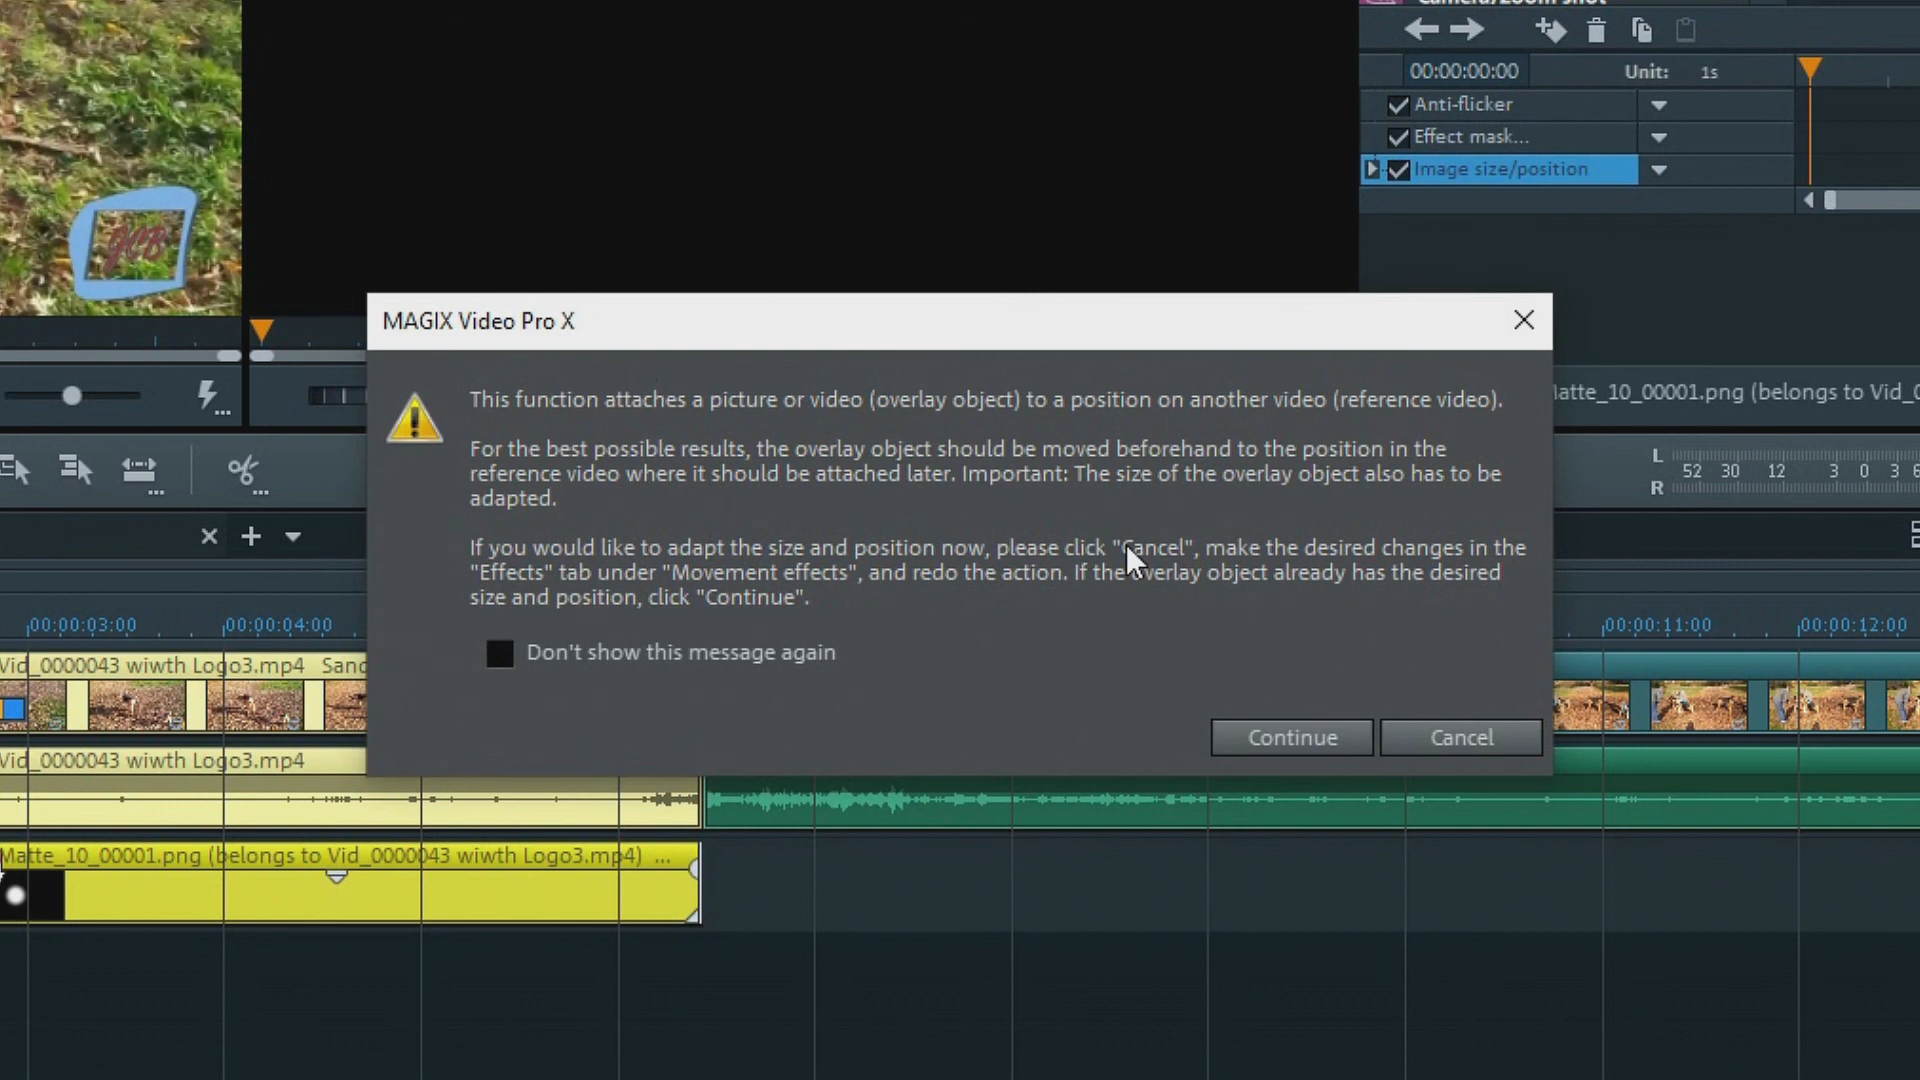 Camera/zoom shot
00:00:00:00 Unit: 1s
Anti-flicker
Effect mask...
Image size/position
JCB
MAGIX Video Pro X
This function attaches a picture or video (overlay object) to a position on another video (reference video).
For the best possible results, the overlay object should be moved beforehand to the position in the
reference video where it should be attached later. Important: The size of the overlay object also has to be
adapted.
If you would like to adapt the size and position now, please click "Cancel", make the desired changes in the
"Effects" tab under "Movement effects", and redo the action. If the overlay object already has the desired
size and position, click "Continue".
Don't show this message again
Continue Cancel
Matte_10_00001.png (belongs to Vid_0
L 52 30 12 3 0 3 6
R
00:00:03:00 00:00:04:00 00:00:11:00 00:00:12:00
Vid_0000043 wiwth Logo3.mp4 Sand
Vid_0000043 wiwth Logo3.mp4
Matte_10_00001.png (belongs to Vid_0000043 wiwth Logo3.mp4) ...